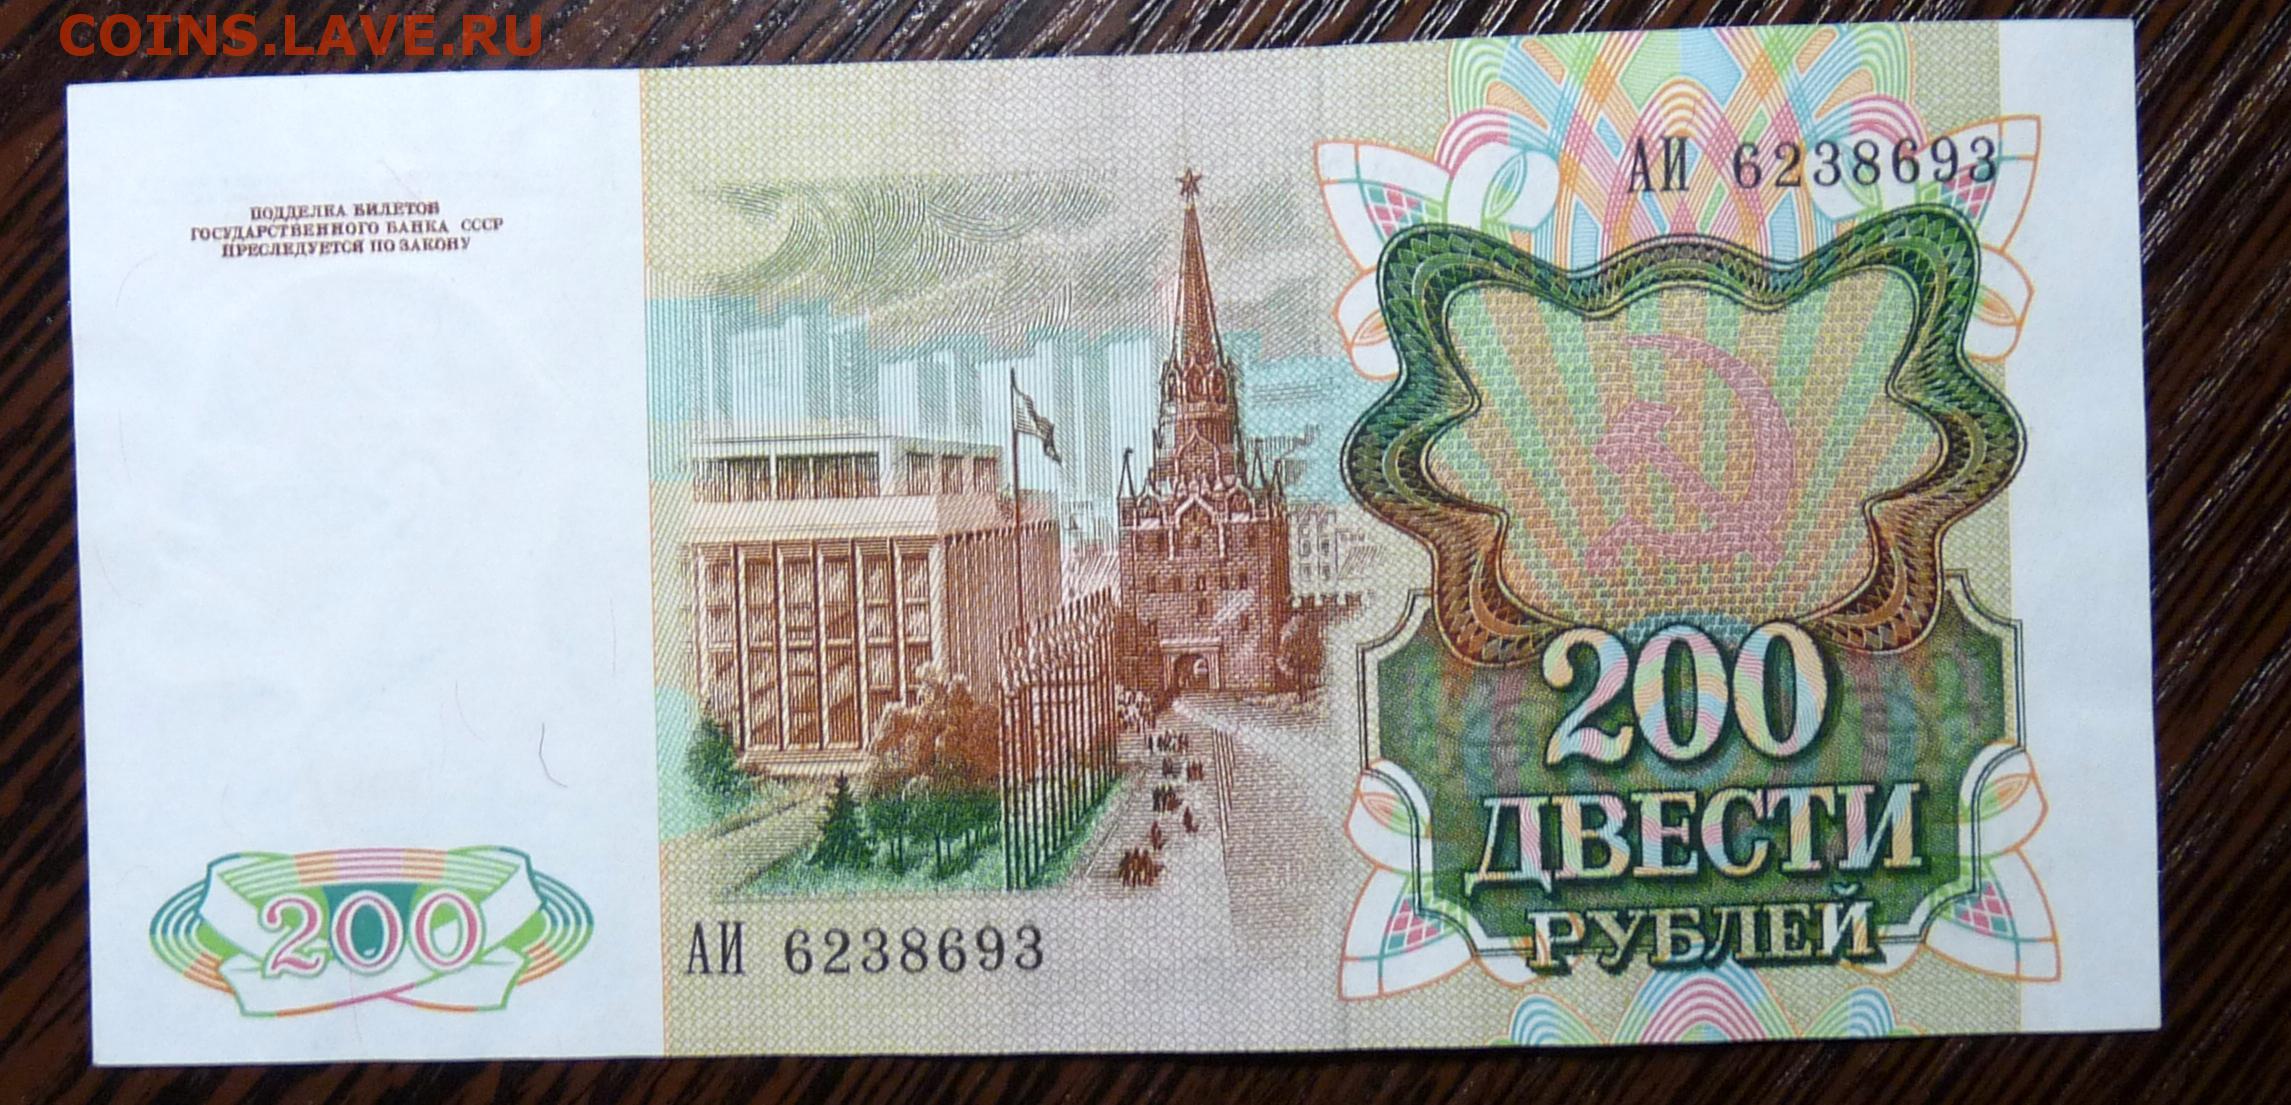 COINS.LAVE.RU
ПОДДЕЛКА БИЛЕТОВ
ГОСУДАРСТВЕННОГО БАНКА СССР
ПРЕСЛЕДУЕТСЯ ПО ЗАКОНУ
АИ 6238693
200
ДВЕСТИ
РУБЛЕЙ
200
АИ 6238693